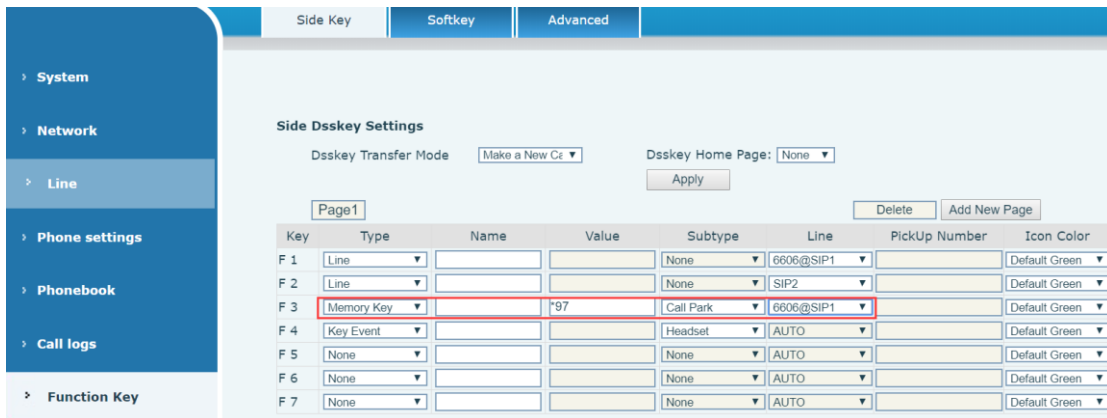 Side Key Softkey Advanced
System
Network
Line
Phone settings
Phonebook
Call logs
Function Key
Side Dsskey Settings
Dsskey Transfer Mode Make a New Ca Dsskey Home Page: None
Apply
Page1 Delete Add New Page
Key Type Name Value Subtype Line PickUp Number Icon Color
F 1 Line None 6606@SIP1 Default Green
F 2 Line None SIP2 Default Green
F 3 Memory Key *97 Call Park 6606@SIP1 Default Green
F 4 Key Event Headset AUTO Default Green
F 5 None None AUTO Default Green
F 6 None None AUTO Default Green
F 7 None None AUTO Default Green